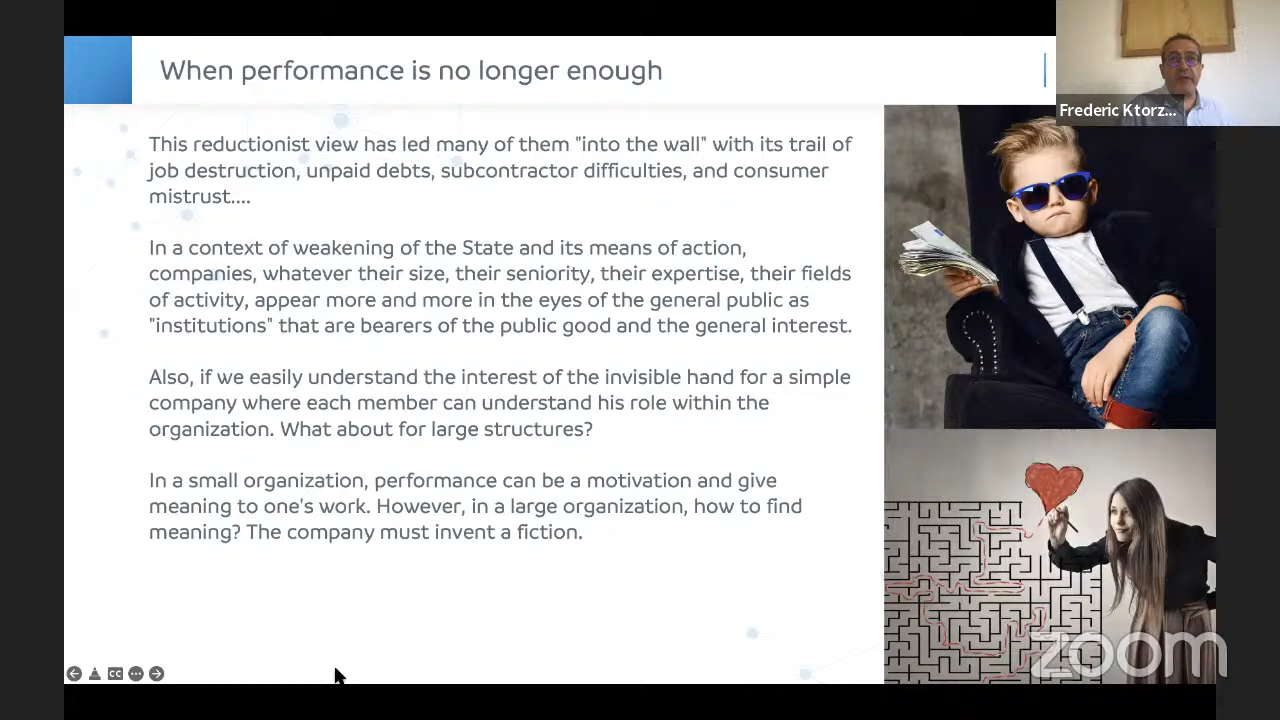 When performance is no longer enough
Frederic Ktorz...
This reductionist view has led many of them "into the wall" with its trail of
job destruction, unpaid debts, subcontractor difficulties, and consumer
mistrust....
In a context of weakening of the State and its means of action,
companies, whatever their size, their seniority, their expertise, their fields
of activity, appear more and more in the eyes of the general public as
"institutions" that are bearers of the public good and the general interest.
Also, if we easily understand the interest of the invisible hand for a simple
company where each member can understand his role within the
organization. What about for large structures?
In a small organization, performance can be a motivation and give
meaning to one's work. However, in a large organization, how to find
meaning? The company must invent a fiction.
CC
zoom